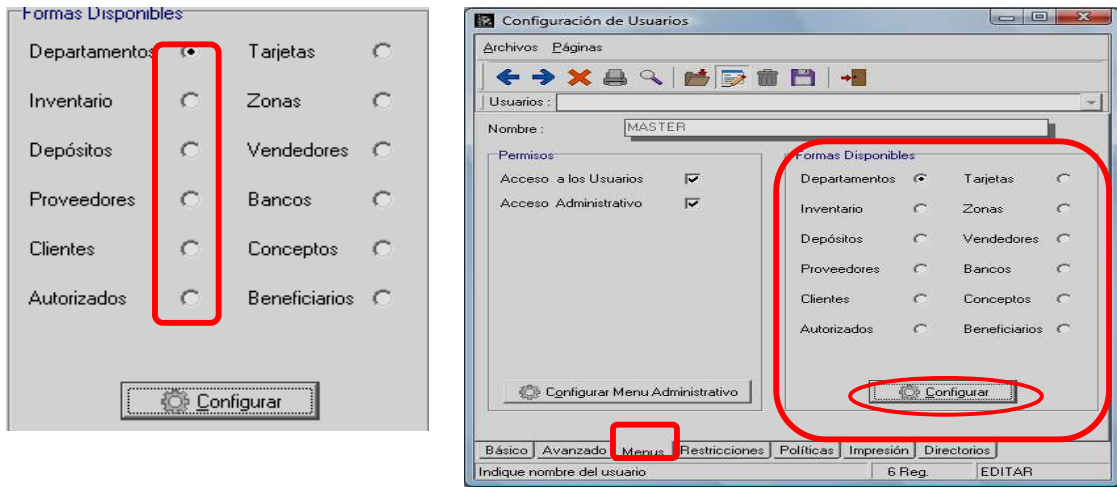 Formas Disponibles
Departamentos Tarjetas
Inventario Zonas
Depósitos Vendedores
Proveedores Bancos
Clientes Conceptos
Autorizados Beneficiarios
Configurar
Configuración de Usuarios
Archivos Páginas
Usuarios :
Nombre : MASTER
Permisos
Acceso a los Usuarios
Acceso Administrativo
Configurar Menu Administrativo
Formas Disponibles
Departamentos Tarjetas
Inventario Zonas
Depósitos Vendedores
Proveedores Bancos
Clientes Conceptos
Autorizados Beneficiarios
Configurar
Básico Avanzado Menus Restricciones Políticas Impresión Directorios
Indique nombre del usuario 6 Reg. EDITAR